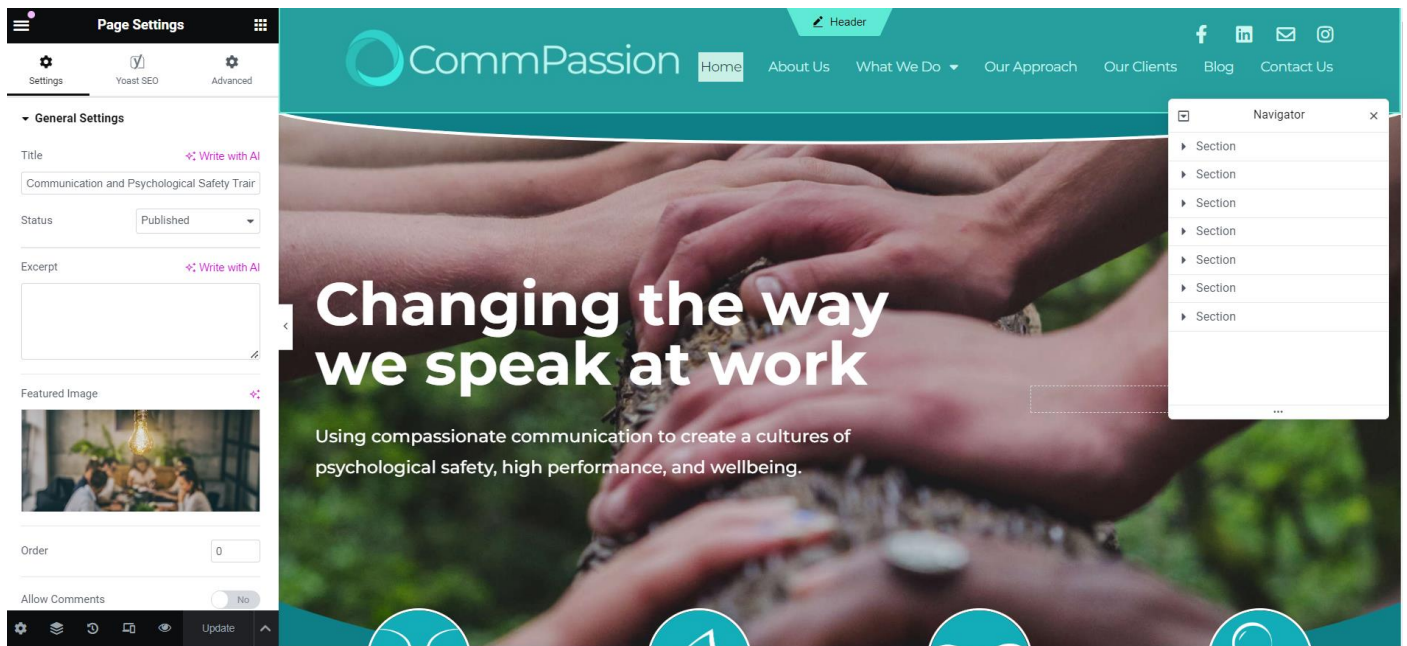 Page Settings
Settings
Yoast SEO
Advanced
General Settings
Title
Write with AI
Communication and Psychological Safety Train
Status
Published
Excerpt
Write with AI
Featured Image
Order
0
Allow Comments
No
Update
Header
CommPassion
Home
About Us
What We Do
Our Approach
Our Clients
Blog
Contact Us
Changing the way
we speak at work
Using compassionate communication to create a cultures of
psychological safety, high performance, and wellbeing.
Navigator
Section
Section
Section
Section
Section
Section
Section